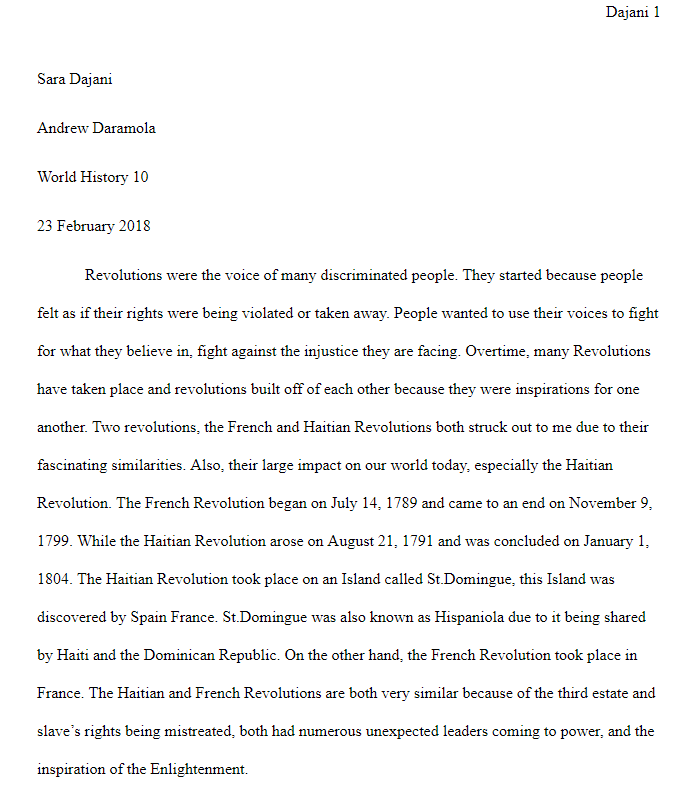 Dajani 1
Sara Dajani
Andrew Daramola
World History 10
23 February 2018
Revolutions were the voice of many discriminated people. They started because people
felt as if their rights were being violated or taken away. People wanted to use their voices to fight
for what they believe in, fight against the injustice they are facing. Overtime, many Revolutions
have taken place and revolutions built off of each other because they were inspirations for one
another. Two revolutions, the French and Haitian Revolutions both struck out to me due to their
fascinating similarities. Also, their large impact on our world today, especially the Haitian
Revolution. The French Revolution began on July 14, 1789 and came to an end on November 9,
1799. While the Haitian Revolution arose on August 21, 1791 and was concluded on January 1,
1804. The Haitian Revolution took place on an Island called St.Domingue, this Island was
discovered by Spain France. St.Domingue was also known as Hispaniola due to it being shared
by Haiti and the Dominican Republic. On the other hand, the French Revolution took place in
France. The Haitian and French Revolutions are both very similar because of the third estate and
slave’s rights being mistreated, both had numerous unexpected leaders coming to power, and the
inspiration of the Enlightenment.